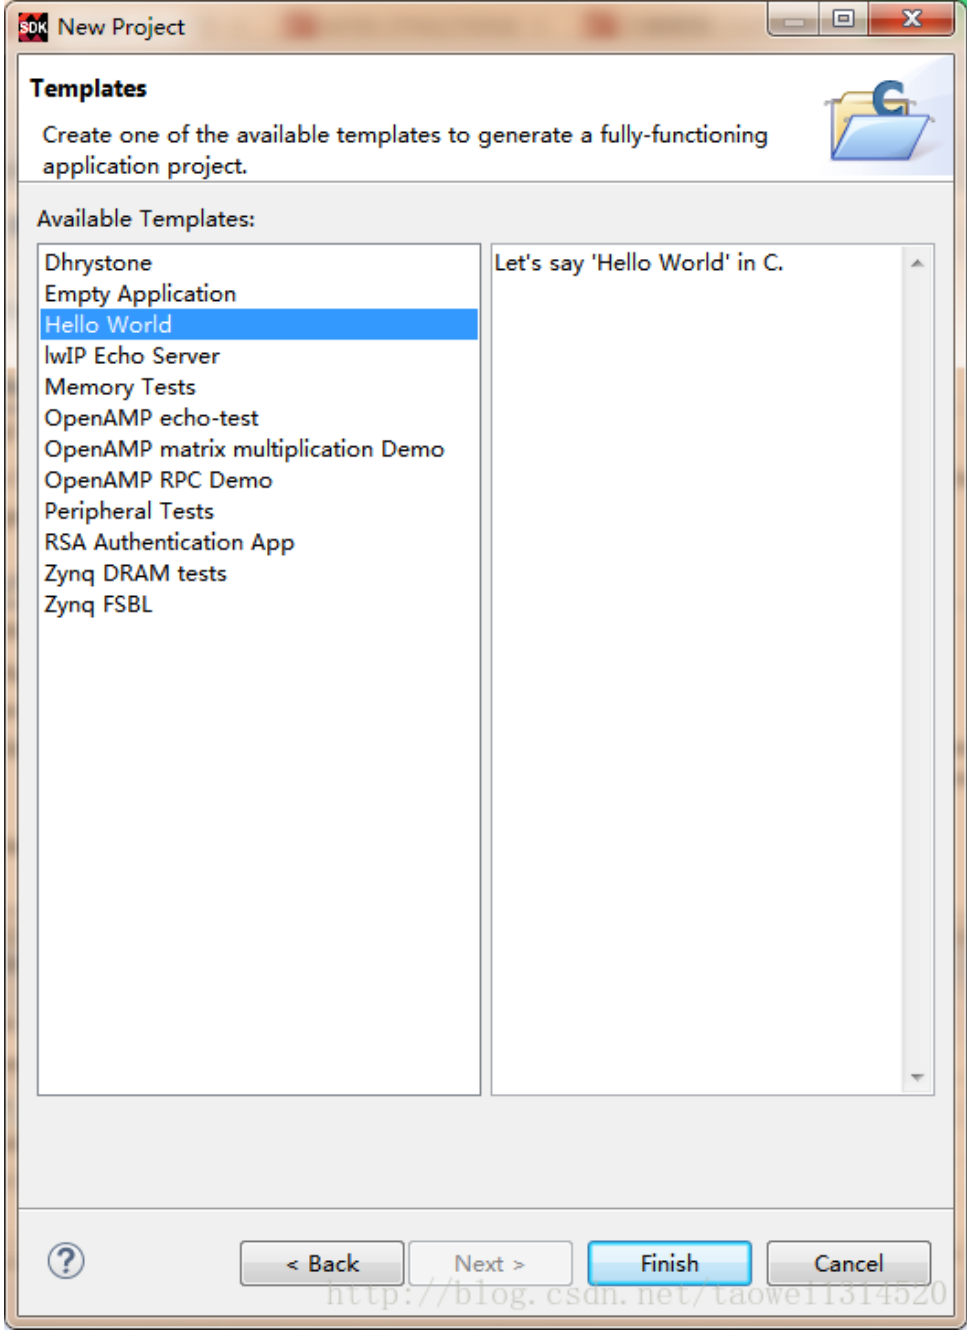 SDK New Project
Templates
Create one of the available templates to generate a fully-functioning
application project.
Available Templates:
Dhrystone
Empty Application
Hello World
lwIP Echo Server
Memory Tests
OpenAMP echo-test
OpenAMP matrix multiplication Demo
OpenAMP RPC Demo
Peripheral Tests
RSA Authentication App
Zynq DRAM tests
Zynq FSBL
Let's say 'Hello World' in C.
< Back
Next >
Finish
Cancel
http://blog.csdn.net/taowei1314520